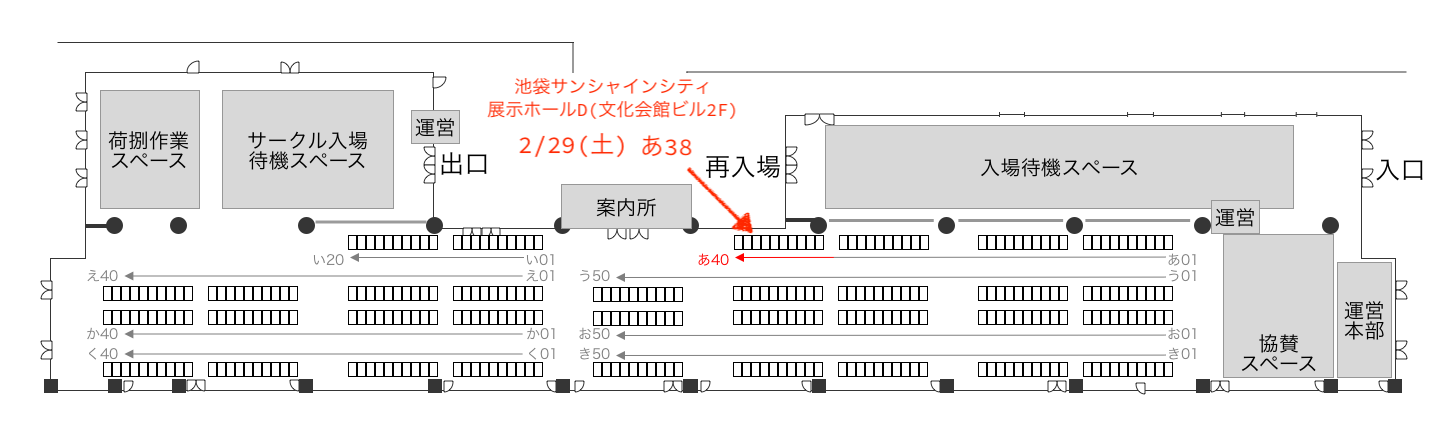 池袋サンシャインシティ
展示ホールD(文化会館ビル2F)
2/29(土) あ38
荷捌作業
スペース
サークル入場
待機スペース
運営
出口
案内所
再入場
入場待機スペース
入口
運営
い20
い01
あ40
あ01
え40
え01
う50
う01
か40
か01
お50
お01
く40
く01
き50
き01
協賛
スペース
運営
本部